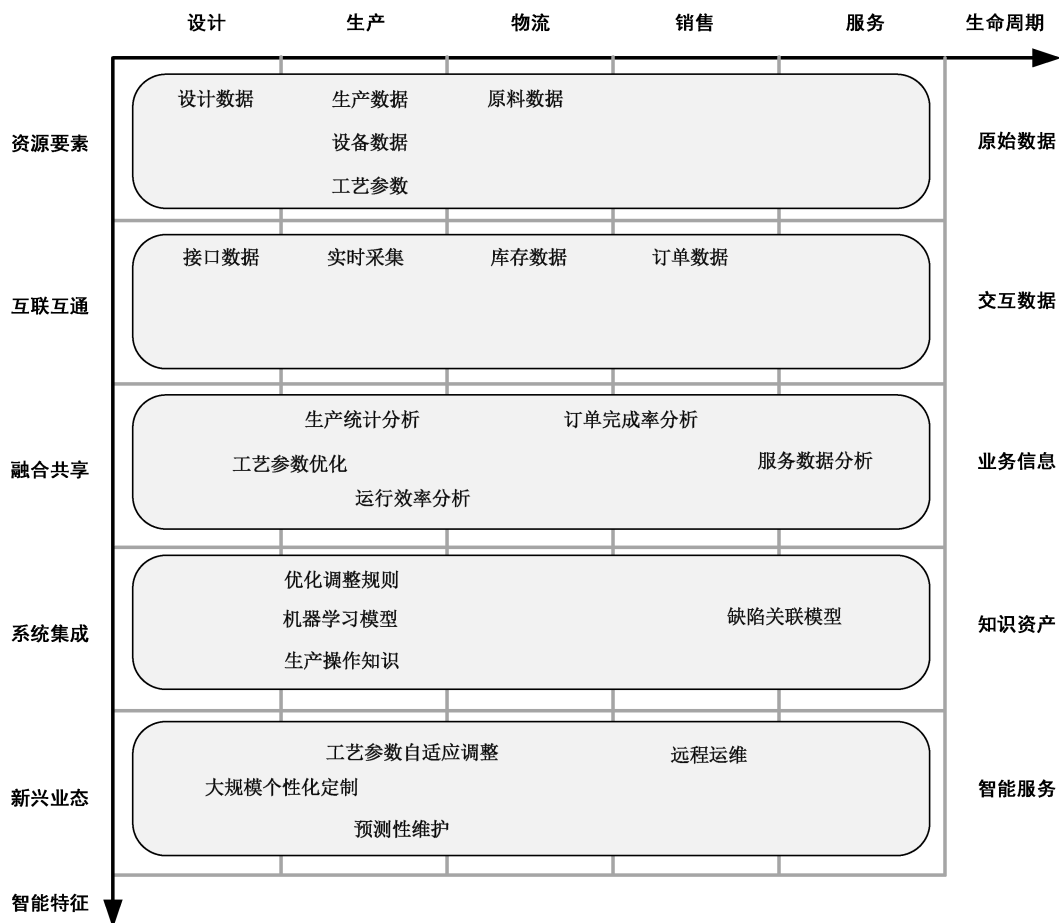 设计 生产 物流 销售 服务 生命周期
设计数据 生产数据 原料数据
资源要素 设备数据 原始数据
工艺参数
接口数据 实时采集 库存数据 订单数据
互联互通 交互数据
生产统计分析 订单完成率分析
融合共享 工艺参数优化 服务数据分析 业务信息
运行效率分析
优化调整规则
机器学习模型 缺陷关联模型
系统集成 知识资产
生产操作知识
工艺参数自适应调整 远程运维
新兴业态 大规模个性化定制 智能服务
预测性维护
智能特征